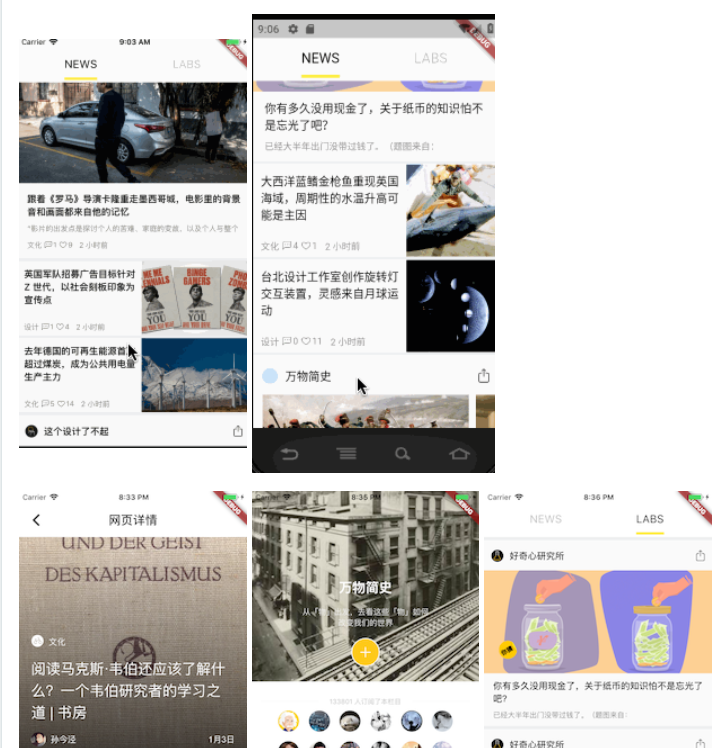 Carrier 9:03 AM
DEBUG
NEWS LABS
跟着《罗马》导演卡隆重走墨西哥城，电影里的背景
音和画面都来自他的记忆
"影片的出发点是探讨个人的苦难、家庭的变故，以及个人与整个
文化 1 9 2 小时前
英国军队招募广告目标针对
Z 世代，以社会刻板印象为
宣传点
设计 1 4 2 小时前
ME ME
BINGE
GAMERS
YOU
YOU
YOU
去年德国的可再生能源首
超过煤炭，成为公共用电量
生产主力
文化 5 14 2 小时前
这个设计了不起
9:06
NEWS LABS
你有多久没用现金了，关于纸币的知识怕不
是忘光了吧?
已经大半年出门没带过钱了。（题图来自：
大西洋蓝鳍金枪鱼重现英国
海域，周期性的水温升高可
能是主因
文化 4 1 2 小时前
台北设计工作室创作旋转灯
交互装置，灵感来自月球运
动
设计 0 11 2 小时前
万物简史
Carrier 8:33 PM
DEBUG
网页详情
UND DER GEIST
DES KAPITALISMUS
文化
阅读马克斯·韦伯还应该了解什
么？一个韦伯研究者的学习之
道 | 书房
孙今泾 1月3日
Carrier 8:35 PM
DEBUG
万物简史
从「物」出发，去看这些「物」如何
改变我们的世界
Carrier 8:36 PM
DEBUG
NEWS LABS
好奇心研究所
你有多久没用现金了，关于纸币的知识怕不是忘光了
吧?
已经大半年出门没带过钱了。（题图来自：
好奇心研究所